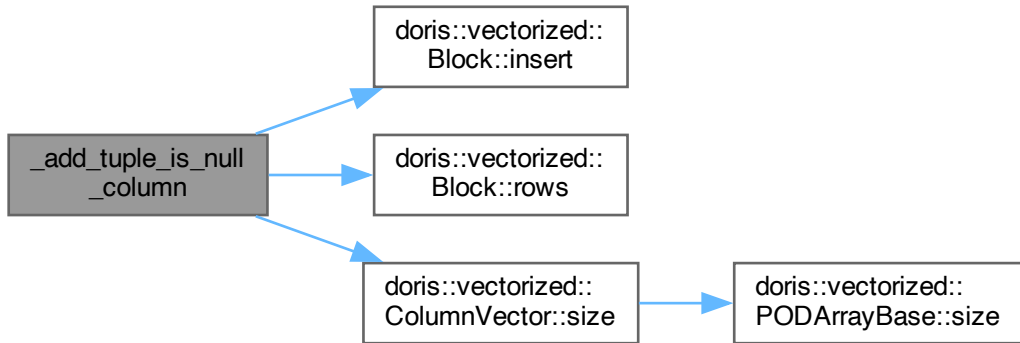 _add_tuple_is_null
_column
doris::vectorized::
Block::insert
doris::vectorized::
Block::rows
doris::vectorized::
ColumnVector::size
doris::vectorized::
PODArrayBase::size